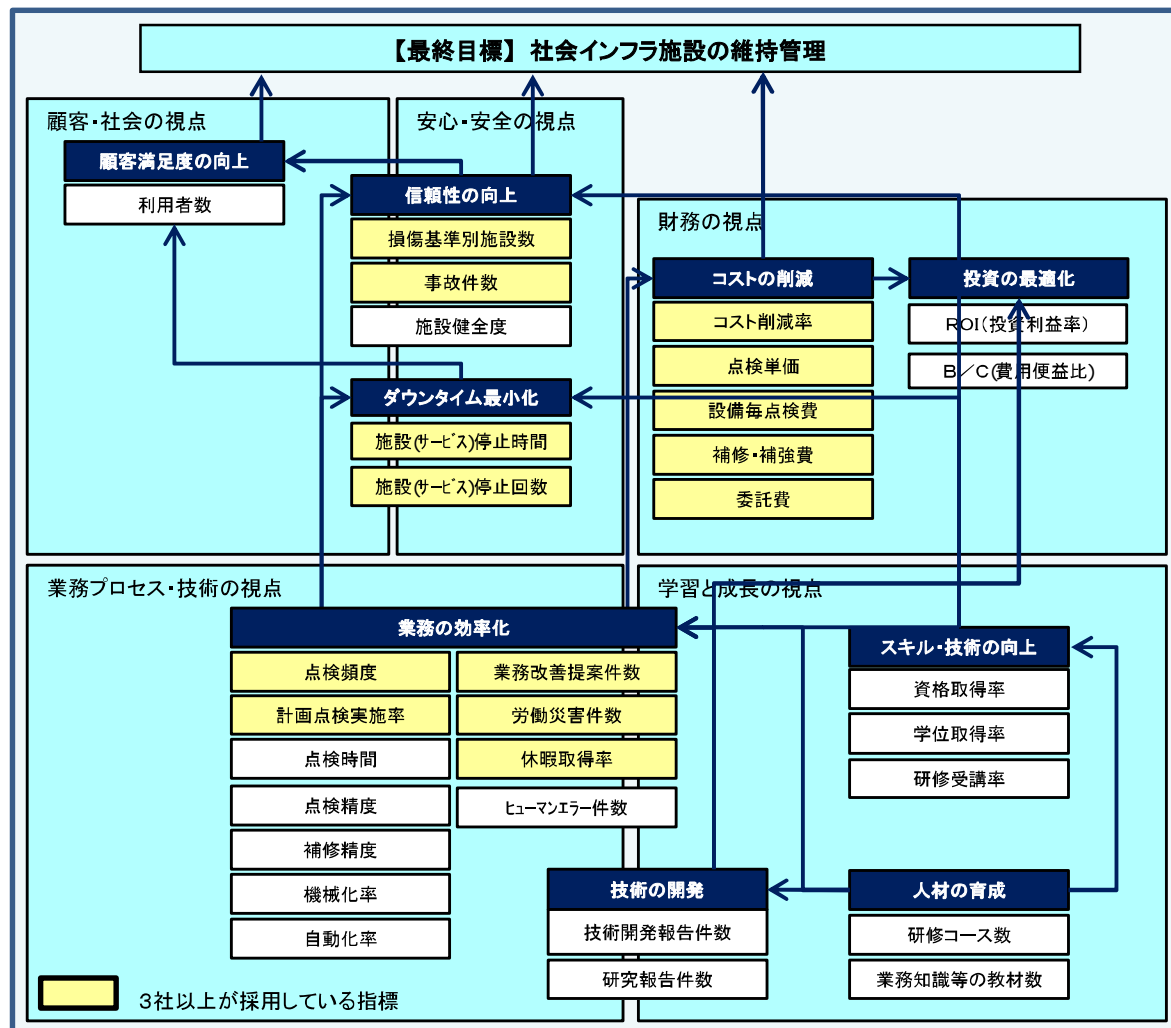 【最終目標】 社会インフラ施設の維持管理
顧客・社会の視点
顧客満足度の向上
利用者数
安心・安全の視点
信頼性の向上
損傷基準別施設数
事故件数
施設健全度
ダウンタイム最小化
施設(サービス)停止時間
施設(サービス)停止回数
財務の視点
コストの削減
コスト削減率
点検単価
設備毎点検費
補修・補強費
委託費
投資の最適化
ROI(投資利益率)
B/C(費用便益比)
業務プロセス・技術の視点
業務の効率化
点検頻度
計画点検実施率
点検時間
点検精度
補修精度
機械化率
自動化率
業務改善提案件数
労働災害件数
休暇取得率
ヒューマンエラー件数
学習と成長の視点
スキル・技術の向上
資格取得率
学位取得率
研修受講率
技術の開発
技術開発報告件数
研究報告件数
人材の育成
研修コース数
業務知識等の教材数
3社以上が採用している指標